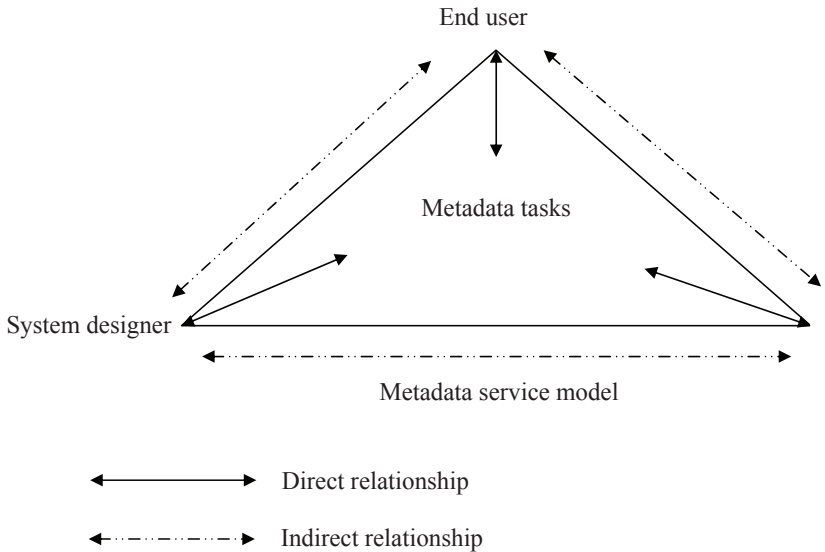 End user
Metadata tasks
System designer
Metadata service model
Direct relationship
Indirect relationship